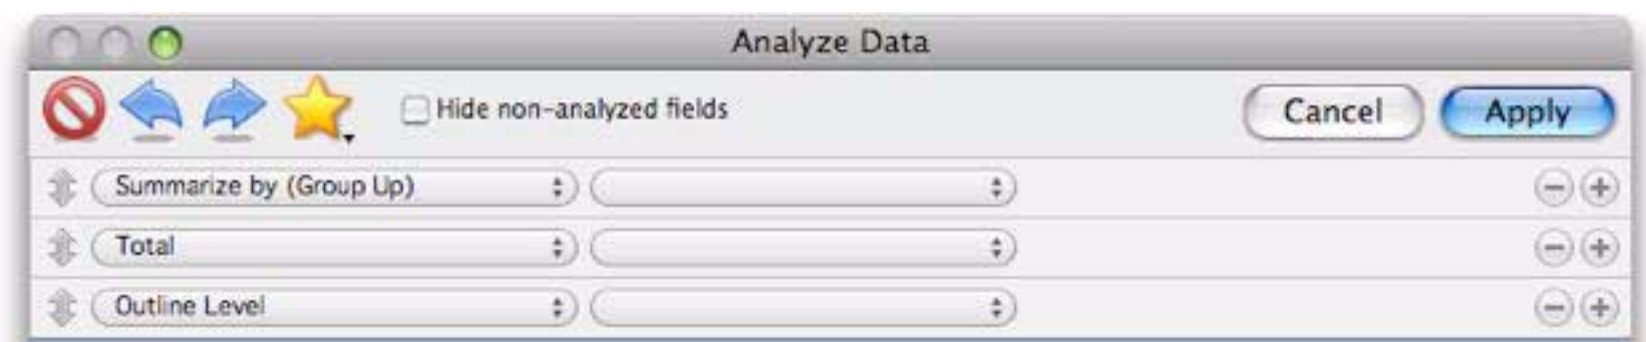 Analyze Data
Hide non-analyzed fields Cancel Apply
Summarize by (Group Up)
Total
Outline Level